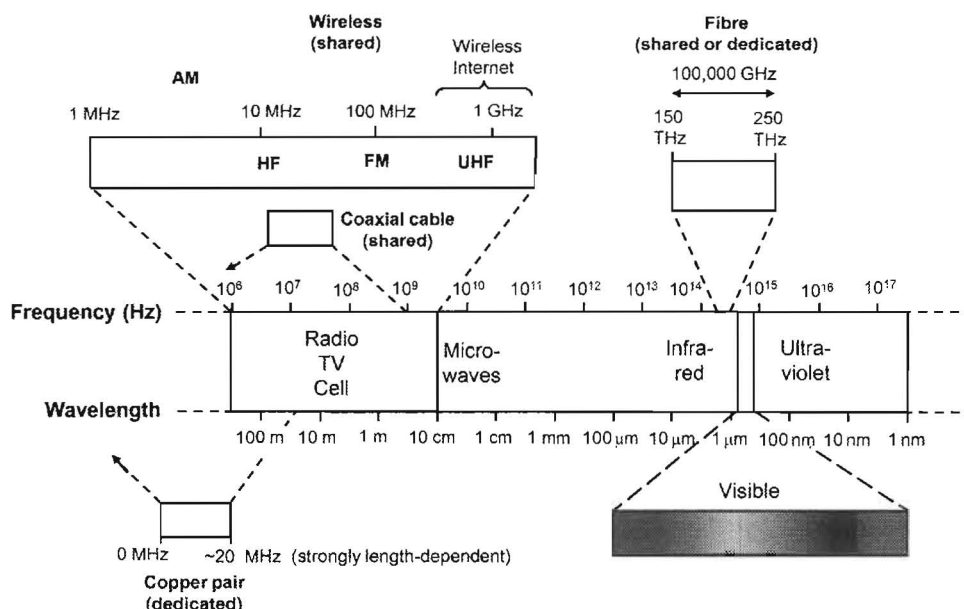 Wireless
(shared)
Fibre
(shared or dedicated)
Wireless
Internet
AM
100,000 GHz
1 MHz
10 MHz
100 MHz
1 GHz
150
THz
250
THz
HF
FM
UHF
Coaxial cable
(shared)
10⁶
10⁷
10⁸
10⁹
10¹⁰
10¹¹
10¹²
10¹³
10¹⁴
10¹⁵
10¹⁶
10¹⁷
Frequency (Hz)
Radio
TV
Cell
Micro-
waves
Infra-
red
Ultra-
violet
Wavelength
100 m
10 m
1 m
10 cm
1 cm
1 mm
100 µm
10 µm
1 µm
100 nm
10 nm
1 nm
Visible
0 MHz
~20 MHz (strongly length-dependent)
Copper pair
(dedicated)